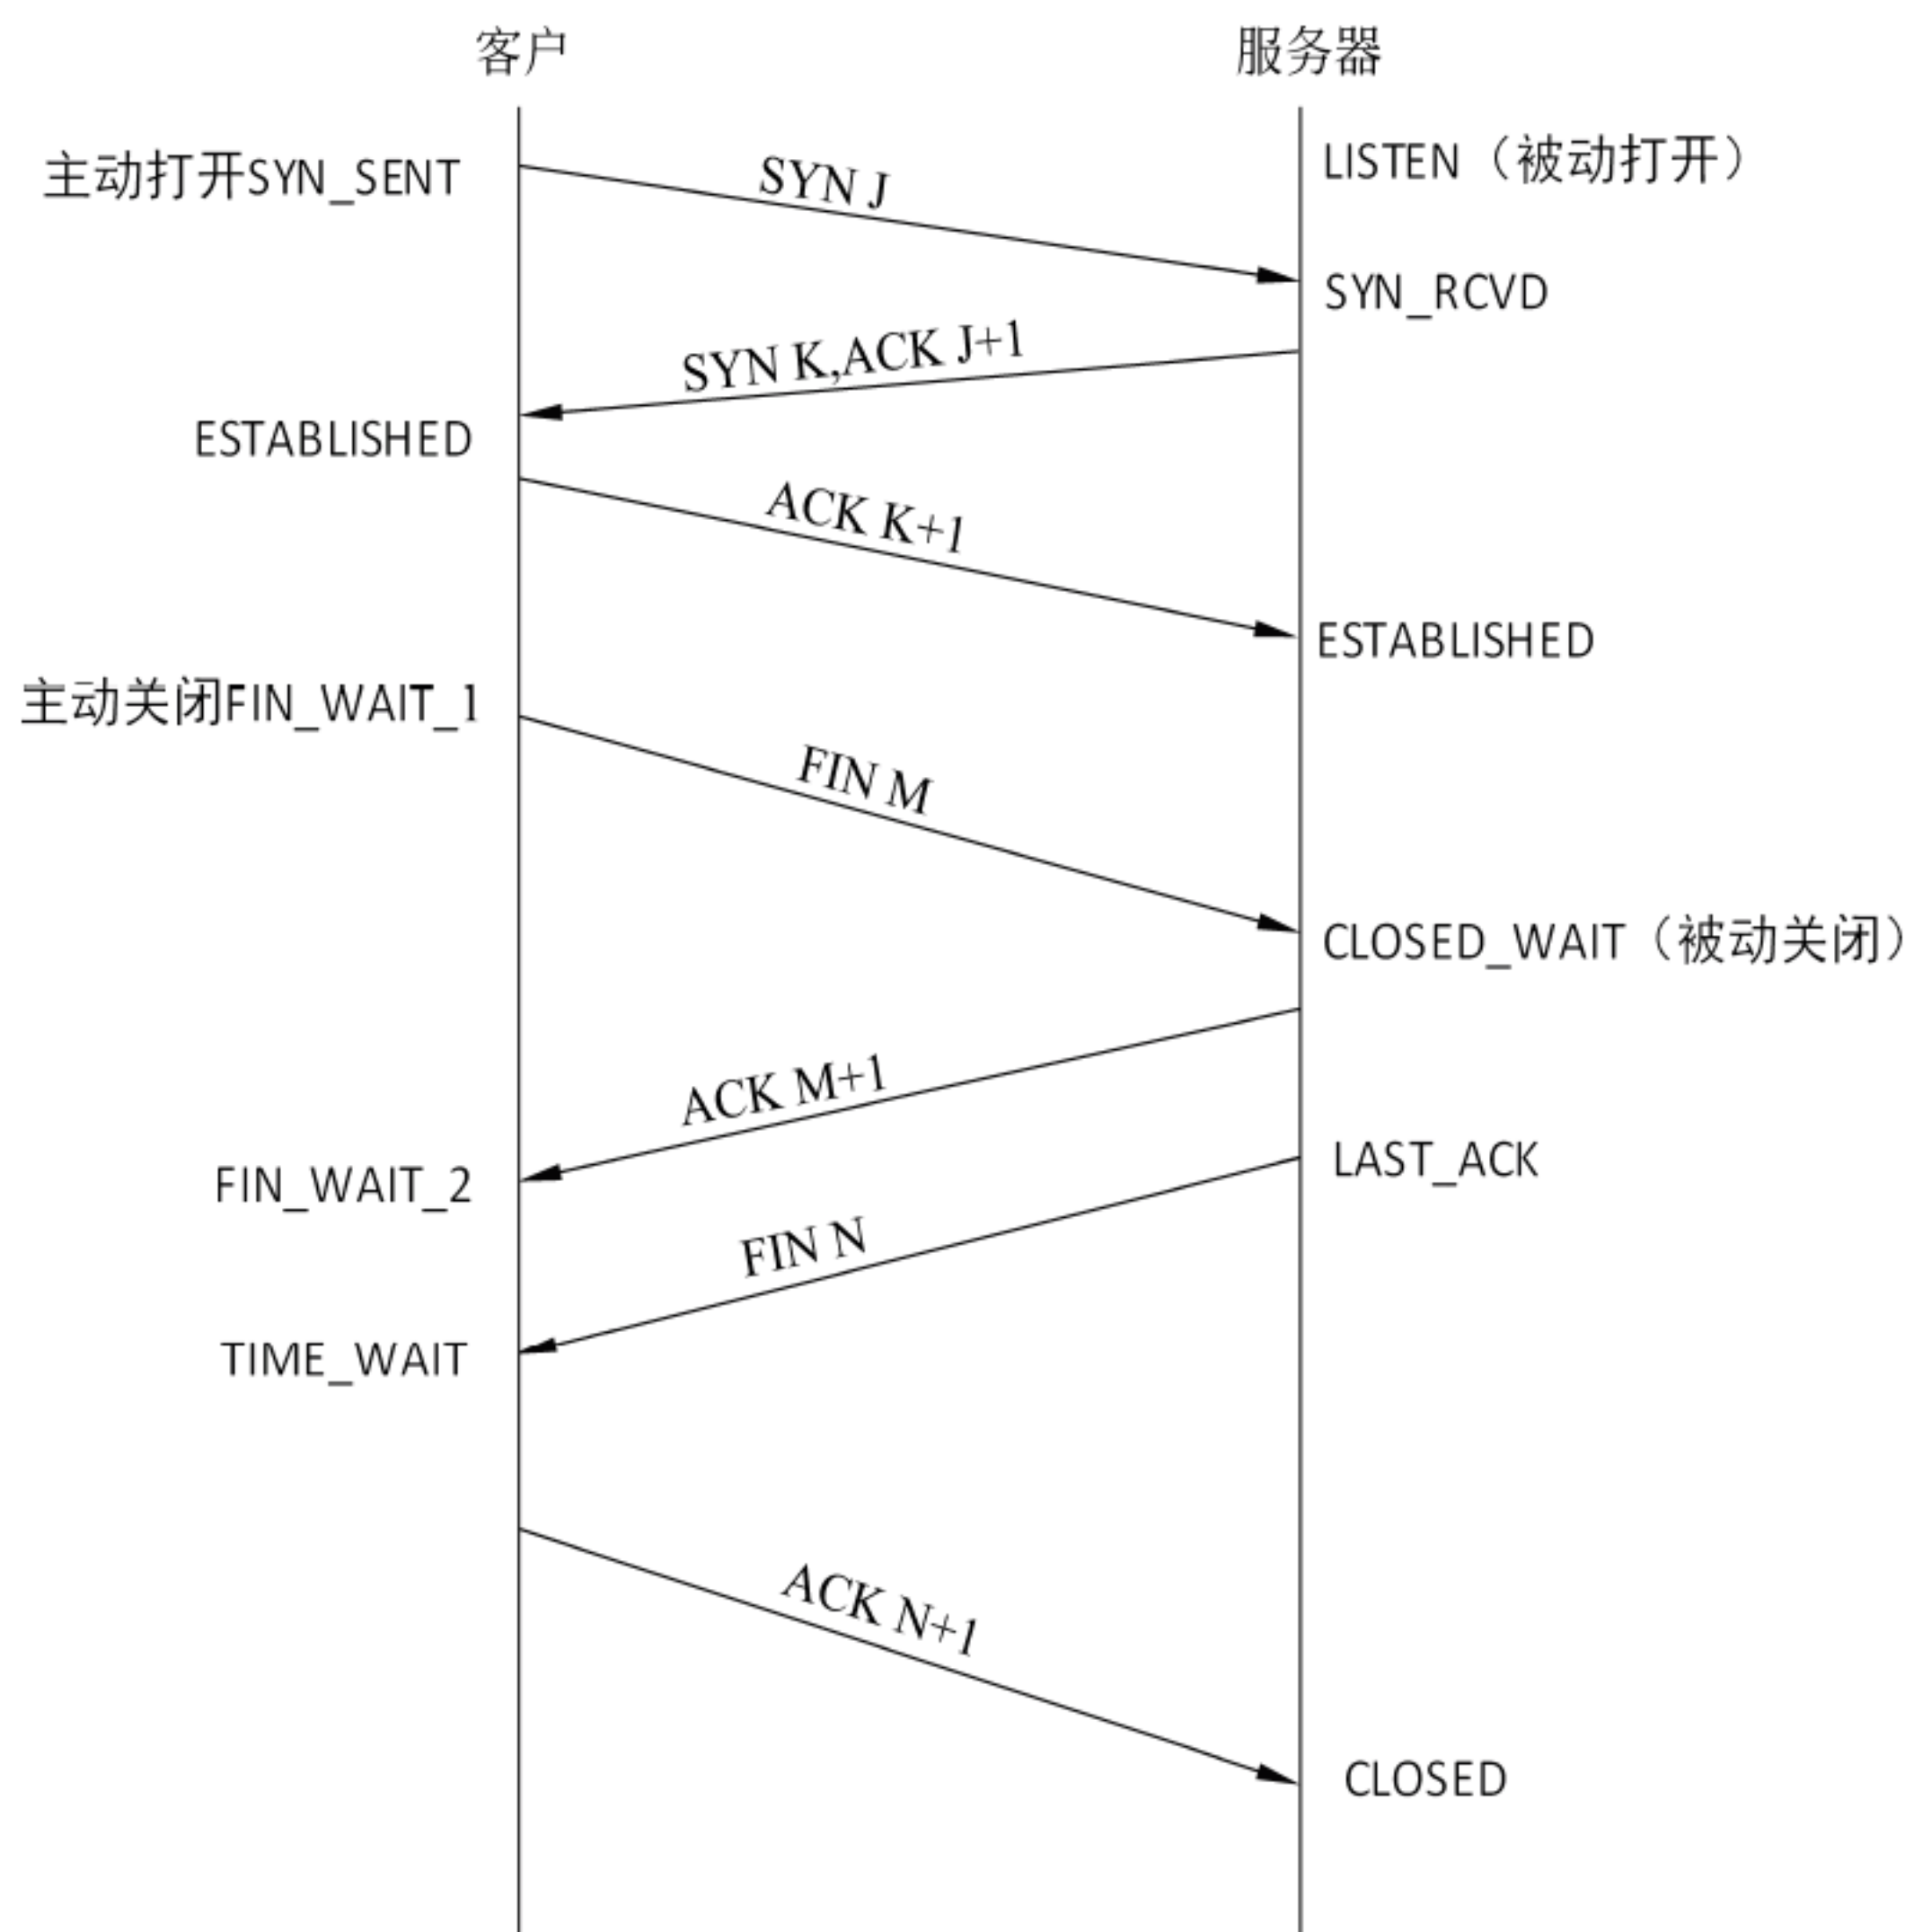 客户
服务器
主动打开SYN_SENT
SYN J
LISTEN（被动打开）
SYN_RCVD
SYN K,ACK J+1
ESTABLISHED
ACK K+1
ESTABLISHED
主动关闭FIN_WAIT_1
FIN M
CLOSED_WAIT（被动关闭）
ACK M+1
FIN_WAIT_2
LAST_ACK
FIN N
TIME_WAIT
ACK N+1
CLOSED